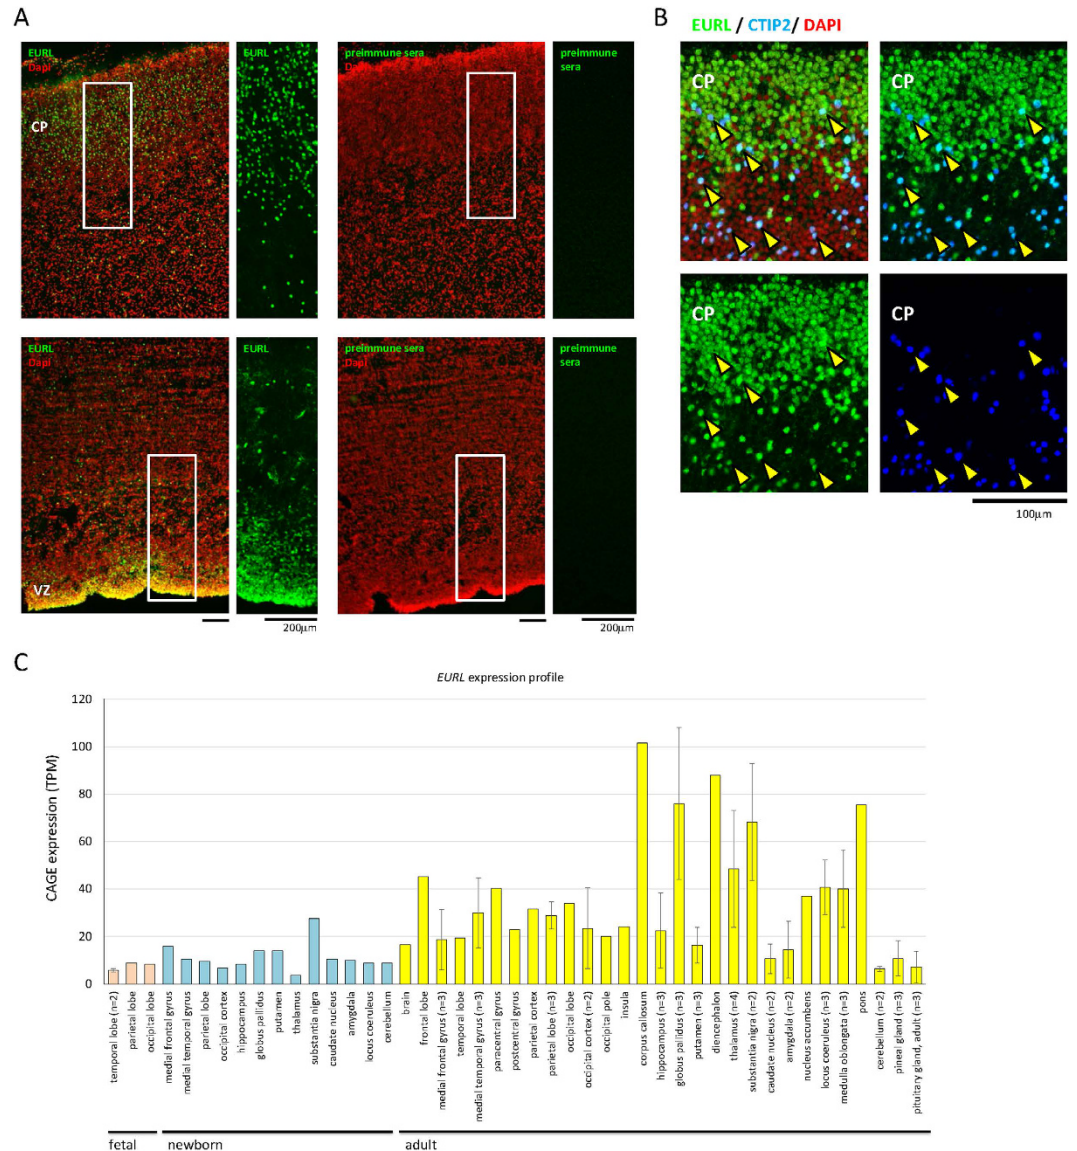 A
EURL
Dapi
CP
EURL
preimmune sera
Dapi
preimmune
sera
EURL
Dapi
VZ
EURL
preimmune sera
Dapi
preimmune
sera
200µm
200µm
B
EURL / CTIP2/ DAPI
CP
CP
CP
CP
100µm
C
EURL expression profile
CAGE expression (TPM)
120
100
80
60
40
20
0
temporal lobe (n=2)
parietal lobe
occipital lobe
medial frontal gyrus
medial temporal gyrus
parietal lobe
occipital cortex
hippocampus
globus pallidus
putamen
thalamus
substantia nigra
caudate nucleus
amygdala
locus coeruleus
cerebellum
brain
frontal lobe
medial frontal gyrus (n=3)
temporal lobe
medial temporal gyrus (n=3)
paracentral gyrus
postcentral gyrus
parietal cortex
parietal lobe (n=3)
occipital lobe
occipital cortex (n=2)
occipital pole
insula
corpus callosum
hippocampus (n=3)
globus palidus (n=3)
putamen (n=3)
diencephalon
thalamus (n=4)
substantia nigra (n=2)
caudate nucleus (n=2)
amygdala (n=2)
nucleus accumbens
locus coeruleus (n=3)
medulla oblongata (n=3)
pons
cerebellum (n=2)
pineal gland (n=3)
pituitary gland, adult (n=3)
fetal
newborn
adult